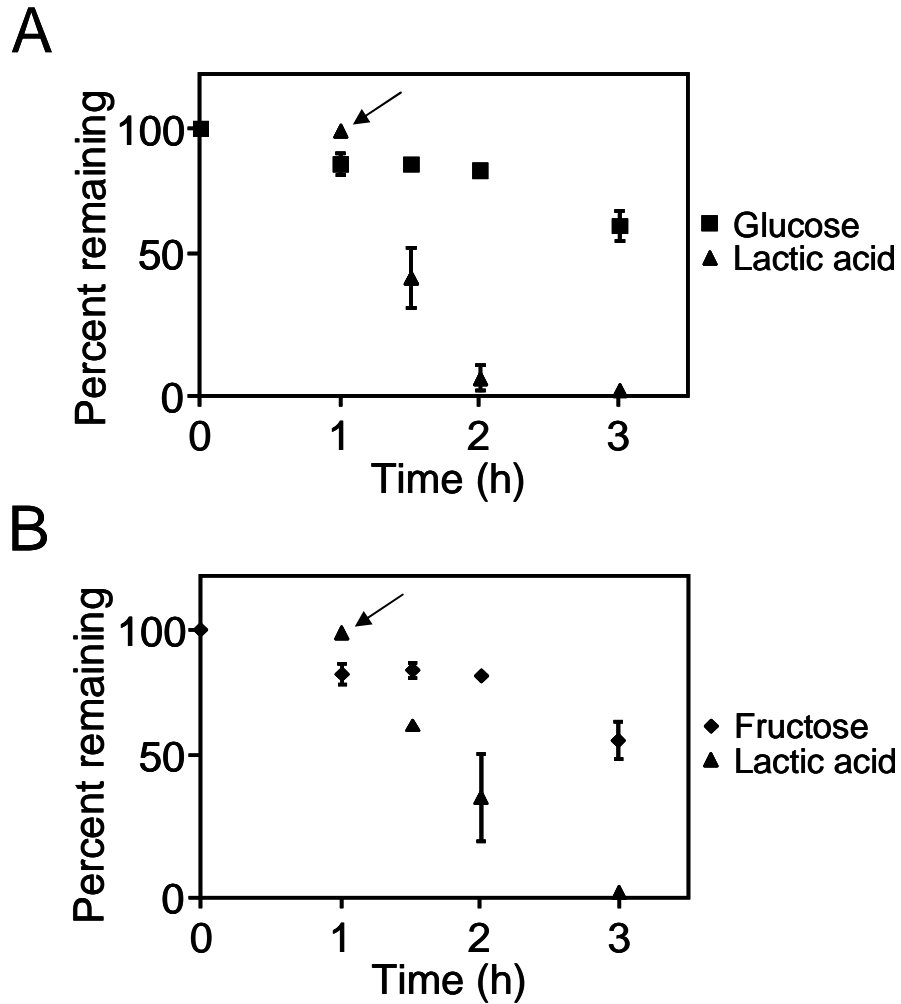 A
Percent remaining
100
50
0
0 1 2 3
Time (h)
Glucose
Lactic acid
B
Percent remaining
100
50
0
0 1 2 3
Time (h)
Fructose
Lactic acid